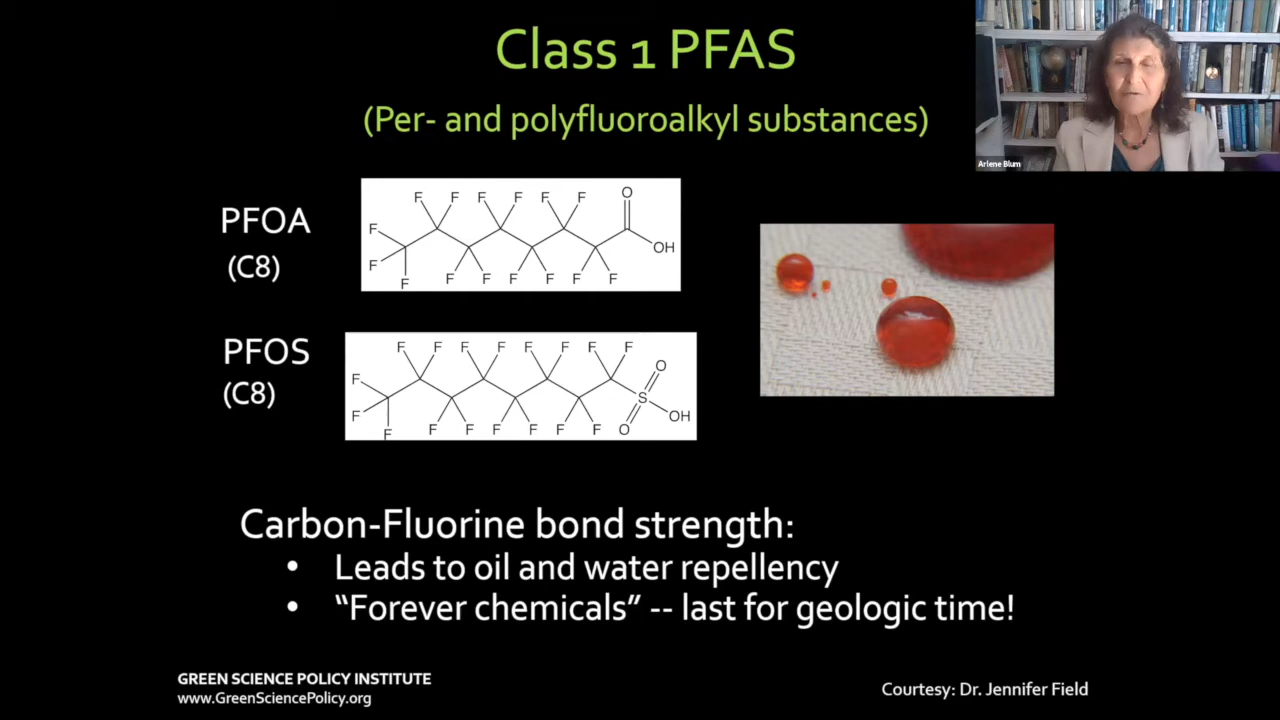 Class 1 PFAS
(Per- and polyfluoroalkyl substances)
Arlene Blum
PFOA
(C8)
F F F F F F O
F
F
OH
F F F F F F F
PFOS
(C8)
F F F F F F F F
F
O
F
S
OH
F F F F F F F O
Carbon-Fluorine bond strength:
• Leads to oil and water repellency
• “Forever chemicals” -- last for geologic time!
GREEN SCIENCE POLICY INSTITUTE
www.GreenSciencePolicy.org
Courtesy: Dr. Jennifer Field